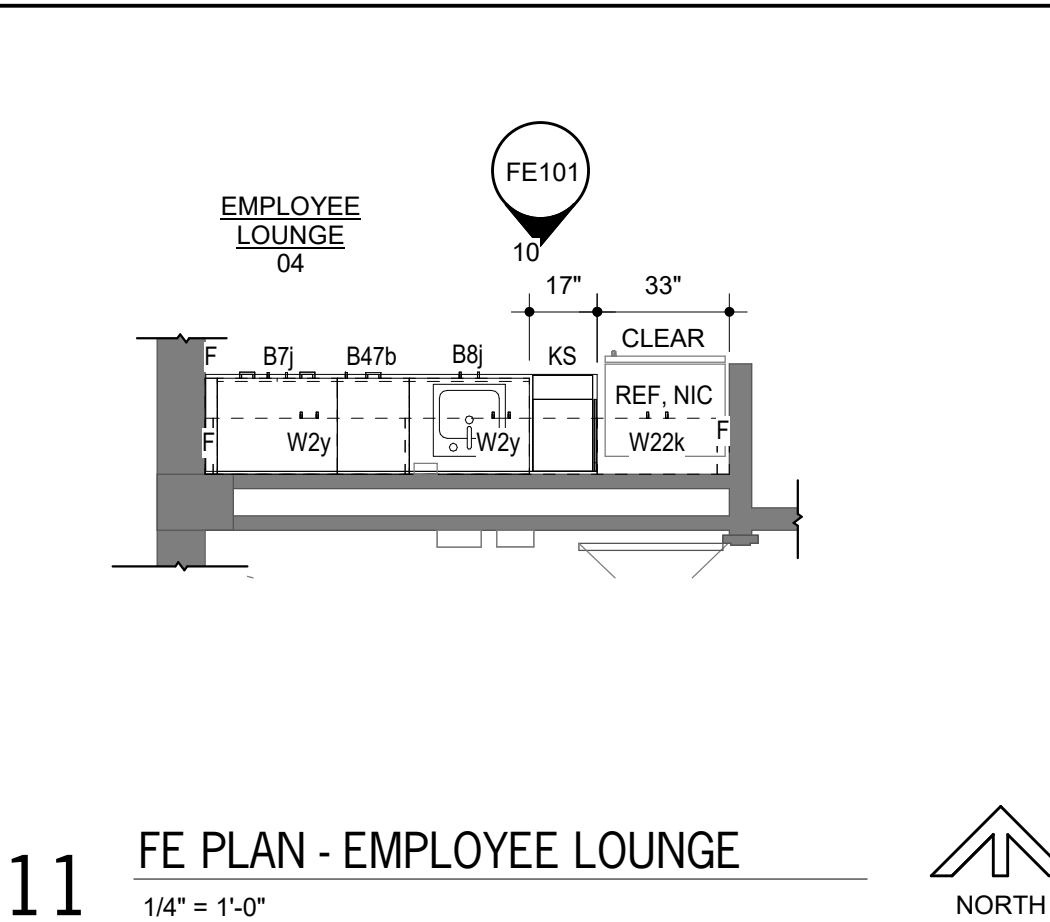 FE101
10
EMPLOYEE
LOUNGE
04
17" 33"
CLEAR
F B7j B47b B8j KS
REF, NIC
F W2y W2y W22k F
11 FE PLAN - EMPLOYEE LOUNGE
1/4" = 1'-0"
NORTH